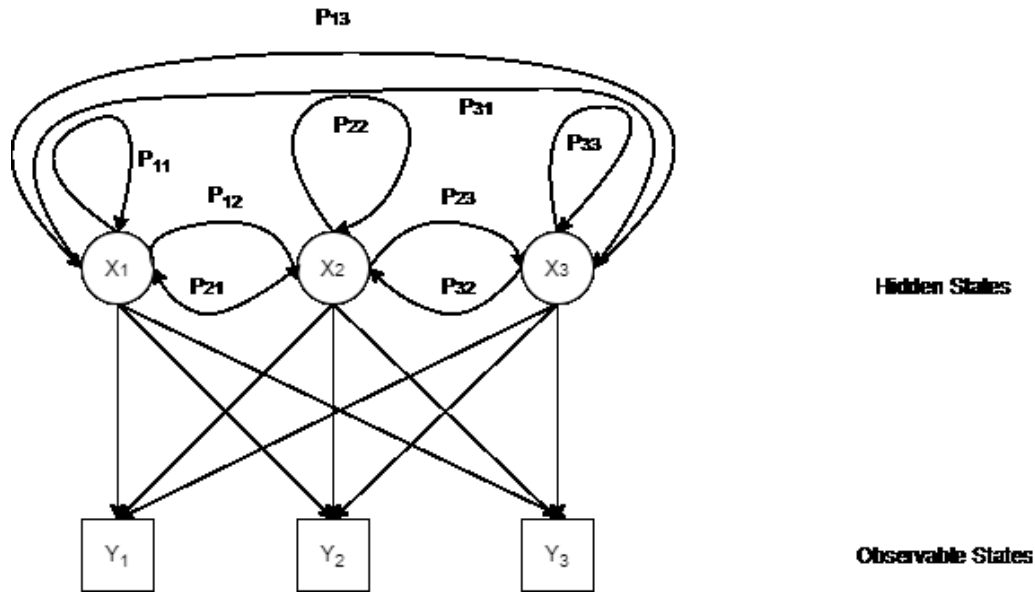 P₁₃
P₃₁
P₂₂
P₃₃
P₁₁
P₁₂
P₂₃
X₁
X₂
X₃
P₂₁
P₃₂
Hidden States
Y₁
Y₂
Y₃
Observable States